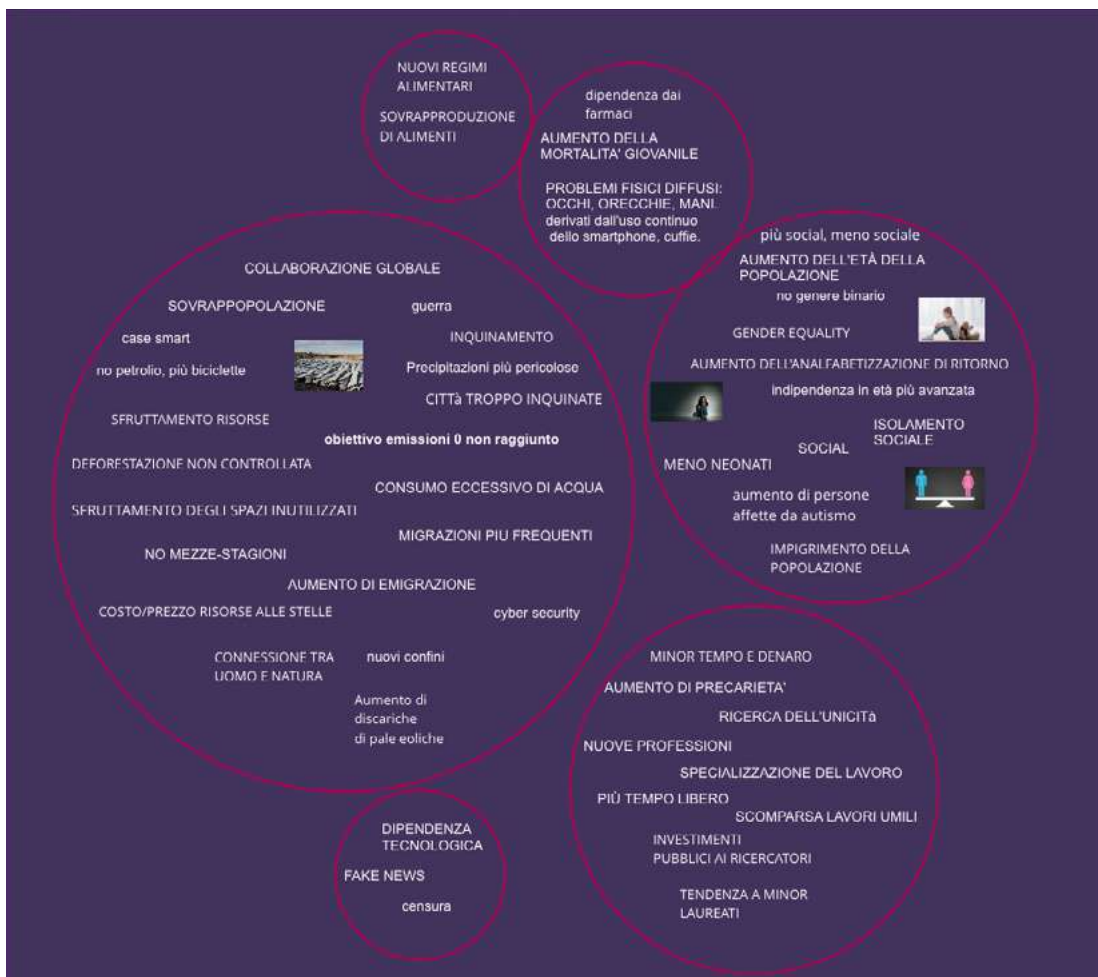 NUOVI REGIMI
ALIMENTARI
SOVRAPPRODUZIONE
DI ALIMENTI
dipendenza dai
farmaci
AUMENTO DELLA
MORTALITA' GIOVANILE
PROBLEMI FISICI DIFFUSI:
OCCHI, ORECCHIE, MANI.
derivati dall'uso continuo
dello smartphone, cuffie.
COLLABORAZIONE GLOBALE
SOVRAPPOPOLAZIONE
guerra
case smart
INQUINAMENTO
no petrolio, più biciclette
Precipitazioni più pericolose
CITTà TROPPO INQUINATE
SFRUTTAMENTO RISORSE
obiettivo emissioni 0 non raggiunto
DEFORESTAZIONE NON CONTROLLATA
CONSUMO ECCESSIVO DI ACQUA
SFRUTTAMENTO DEGLI SPAZI INUTILIZZATI
MIGRAZIONI PIU FREQUENTI
NO MEZZE-STAGIONI
AUMENTO DI EMIGRAZIONE
COSTO/PREZZO RISORSE ALLE STELLE
cyber security
CONNESSIONE TRA
UOMO E NATURA
nuovi confini
Aumento di
discariche
di pale eoliche
più social, meno sociale
AUMENTO DELL'ETÀ DELLA
POPOLAZIONE
no genere binario
GENDER EQUALITY
AUMENTO DELL'ANALFABETIZZAZIONE DI RITORNO
indipendenza in età più avanzata
ISOLAMENTO
SOCIALE
SOCIAL
MENO NEONATI
aumento di persone
affette da autismo
IMPIGRIMENTO DELLA
POPOLAZIONE
MINOR TEMPO E DENARO
AUMENTO DI PRECARIETA'
RICERCA DELL'UNICITà
NUOVE PROFESSIONI
SPECIALIZZAZIONE DEL LAVORO
PIÙ TEMPO LIBERO
SCOMPARSA LAVORI UMILI
INVESTIMENTI
PUBBLICI AI RICERCATORI
TENDENZA A MINOR
LAUREATI
DIPENDENZA
TECNOLOGICA
FAKE NEWS
censura